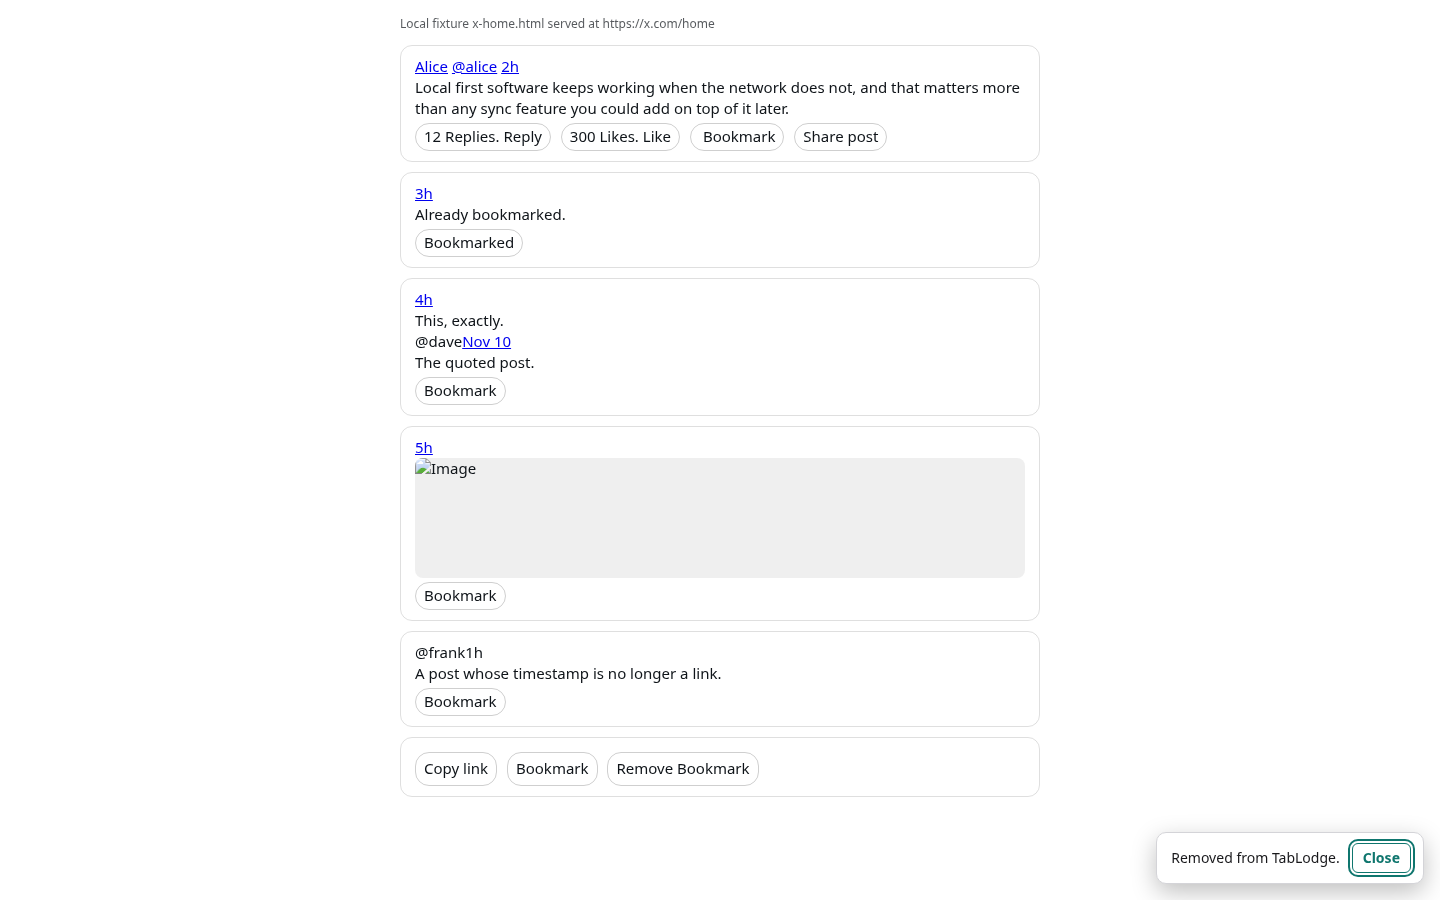 Local fixture x-home.html served at https://x.com/home
Alice @alice 2h
Local first software keeps working when the network does not, and that matters more
than any sync feature you could add on top of it later.
12 Replies. Reply 300 Likes. Like Bookmark Share post
3h
Already bookmarked.
Bookmarked
4h
This, exactly.
@daveNov 10
The quoted post.
Bookmark
5h
Image
Bookmark
@frank1h
A post whose timestamp is no longer a link.
Bookmark
Copy link Bookmark Remove Bookmark
Removed from TabLodge. Close